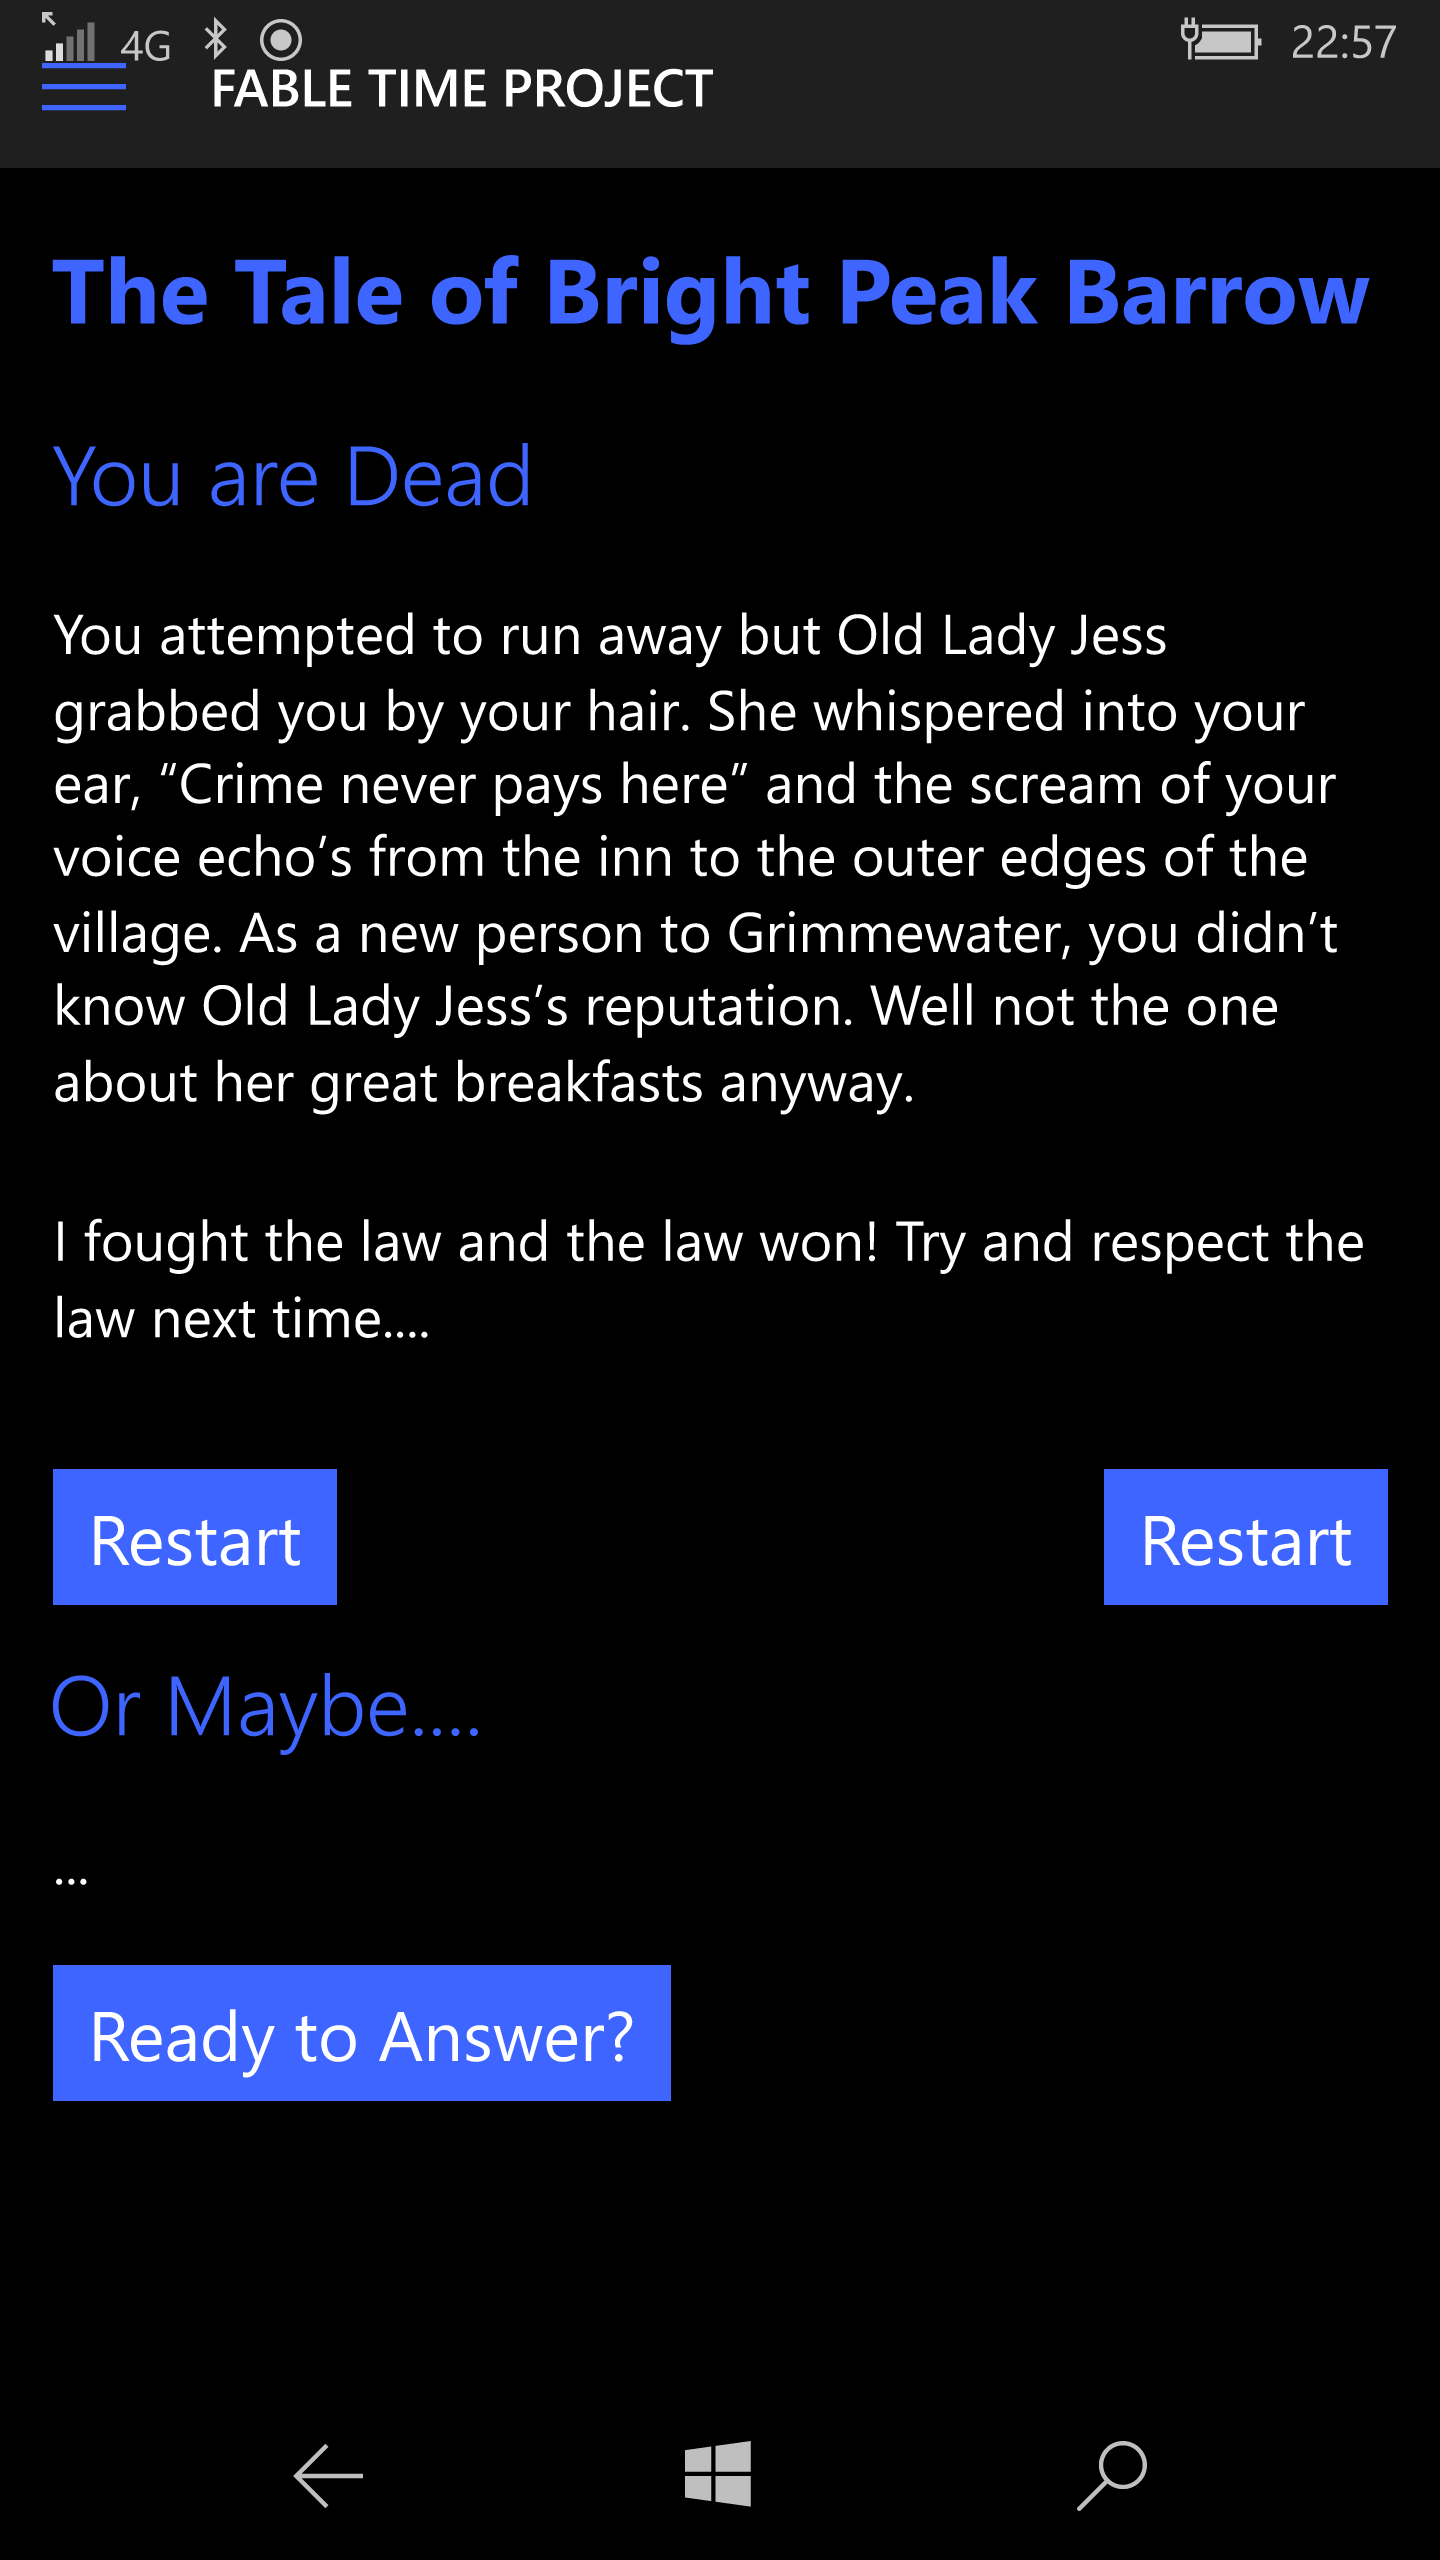 4G 22:57
FABLE TIME PROJECT
The Tale of Bright Peak Barrow
You are Dead
You attempted to run away but Old Lady Jess
grabbed you by your hair. She whispered into your
ear, “Crime never pays here” and the scream of your
voice echo’s from the inn to the outer edges of the
village. As a new person to Grimmewater, you didn’t
know Old Lady Jess’s reputation. Well not the one
about her great breakfasts anyway.
I fought the law and the law won! Try and respect the
law next time....
Restart Restart
Or Maybe....
...
Ready to Answer?